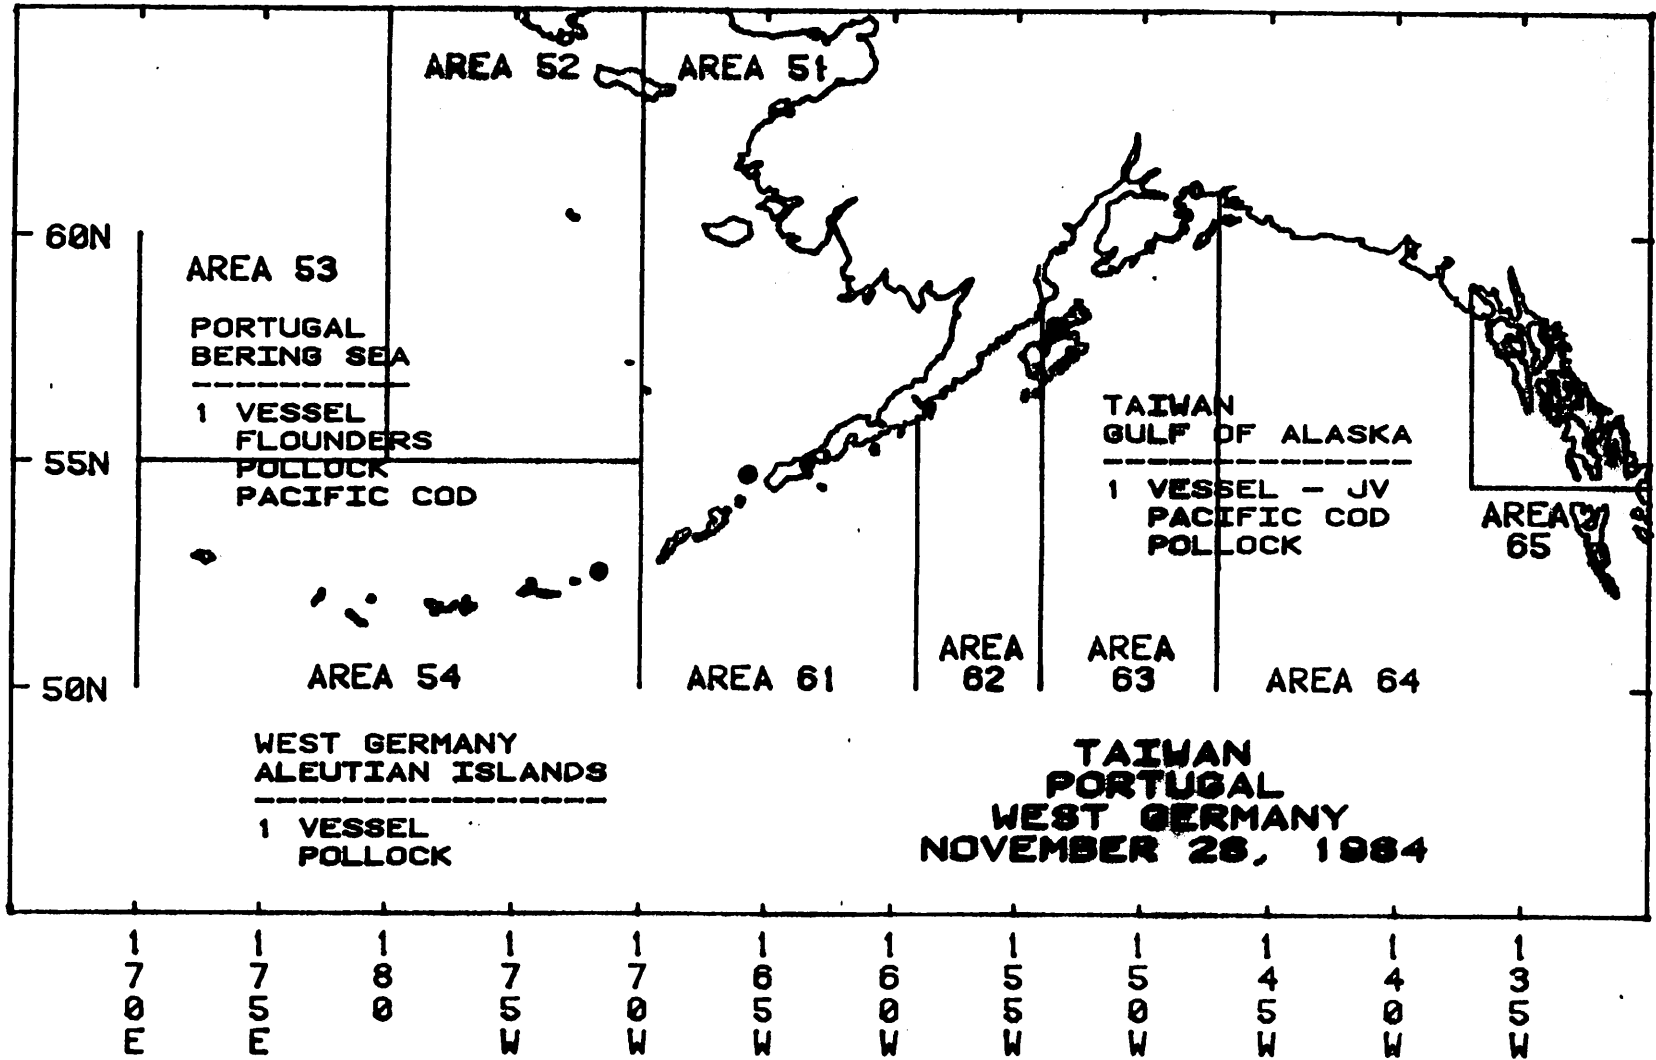 AREA 52
AREA 51
60N
AREA 53
PORTUGAL
BERING SEA
1 VESSEL
FLOUNDERS
POLLOCK
PACIFIC COD
55N
TAIWAN
GULF OF ALASKA
1 VESSEL - JV
PACIFIC COD
POLLOCK
AREA
65
50N
AREA 54
AREA 61
AREA
62
AREA
63
AREA 64
WEST GERMANY
ALEUTIAN ISLANDS
1 VESSEL
POLLOCK
TAIWAN
PORTUGAL
WEST GERMANY
NOVEMBER 28, 1984
170E
175E
180
175W
170W
165W
160W
155W
150W
145W
140W
135W